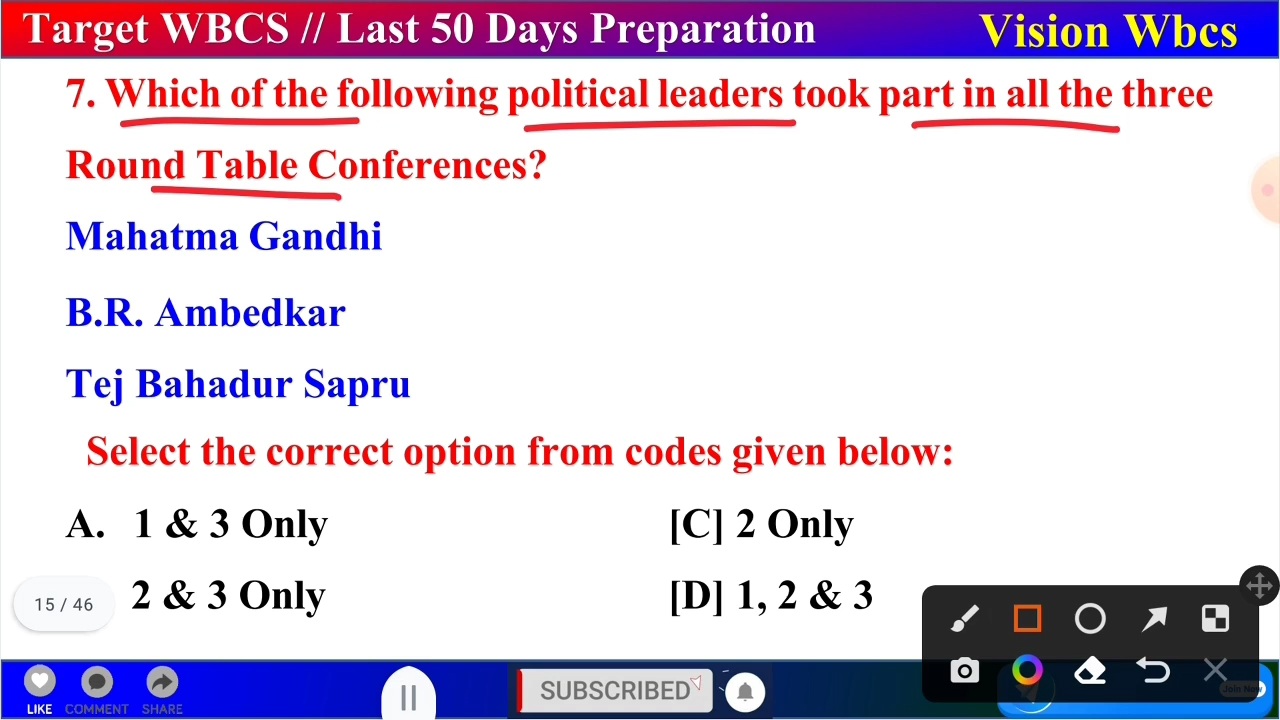 Target WBCS // Last 50 Days Preparation
Vision Wbcs
7. Which of the following political leaders took part in all the three
Round Table Conferences?
Mahatma Gandhi
B.R. Ambedkar
Tej Bahadur Sapru
Select the correct option from codes given below:
A. 1 & 3 Only
[C] 2 Only
2 & 3 Only
[D] 1, 2 & 3
15 / 46
LIKE COMMENT SHARE
SUBSCRIBED
Join Now